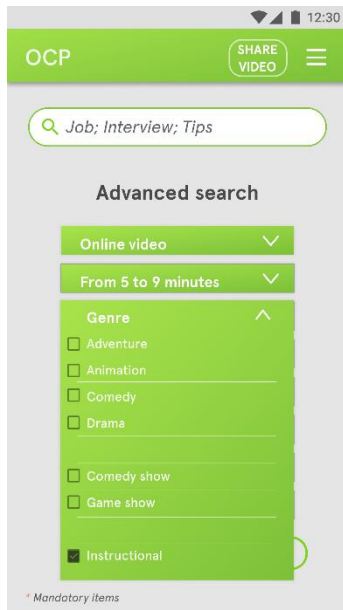 12:30
OCP
SHARE
VIDEO
Job; Interview; Tips
Advanced search
Online video
From 5 to 9 minutes
Genre
Adventure
Animation
Comedy
Drama
Comedy show
Game show
Instructional
* Mandatory items